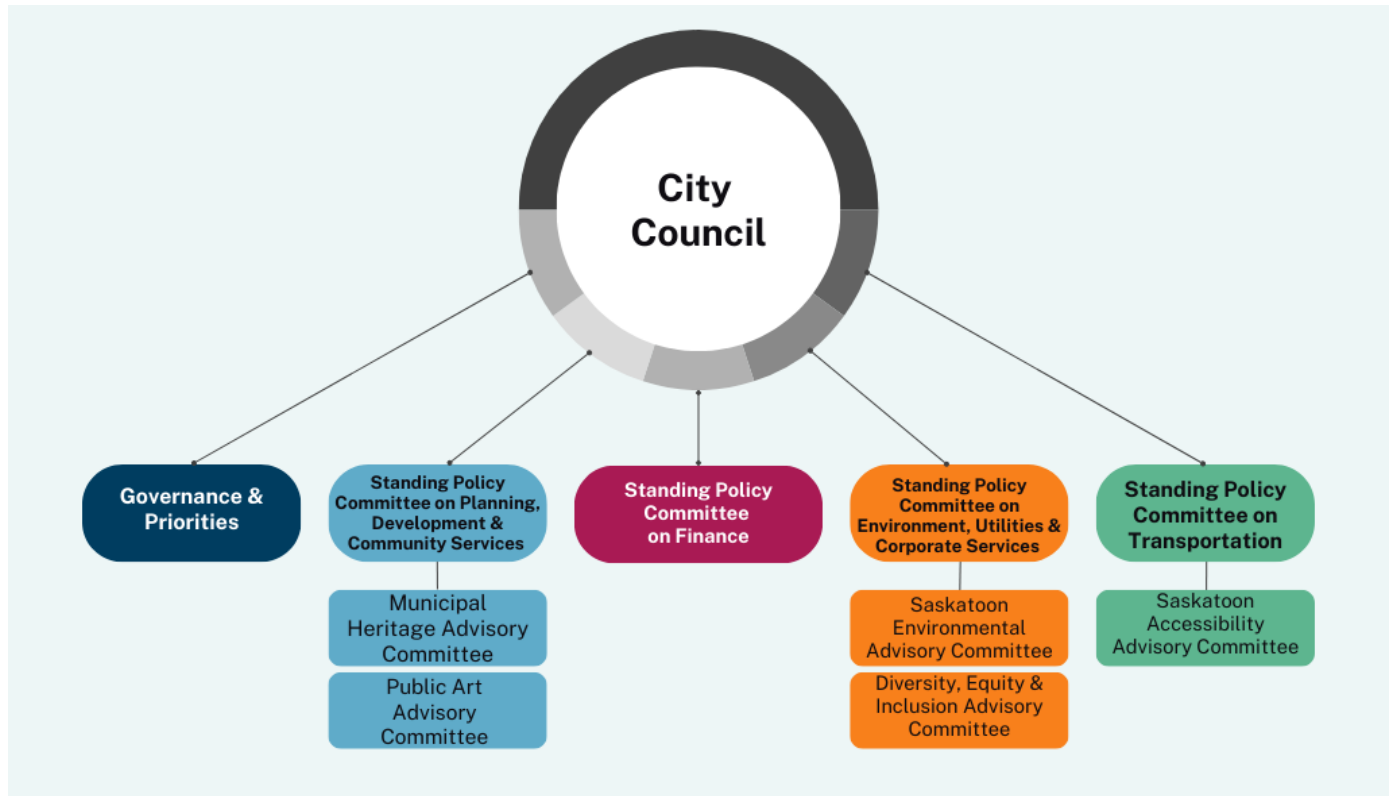 City
Council
Governance &
Priorities
Standing Policy
Committee on Planning,
Development &
Community Services
Standing Policy
Committee
on Finance
Standing Policy
Committee on
Environment, Utilities &
Corporate Services
Standing Policy
Committee on
Transportation
Municipal
Heritage Advisory
Committee
Public Art
Advisory
Committee
Saskatoon
Environmental
Advisory Committee
Diversity, Equity &
Inclusion Advisory
Committee
Saskatoon
Accessibility
Advisory Committee